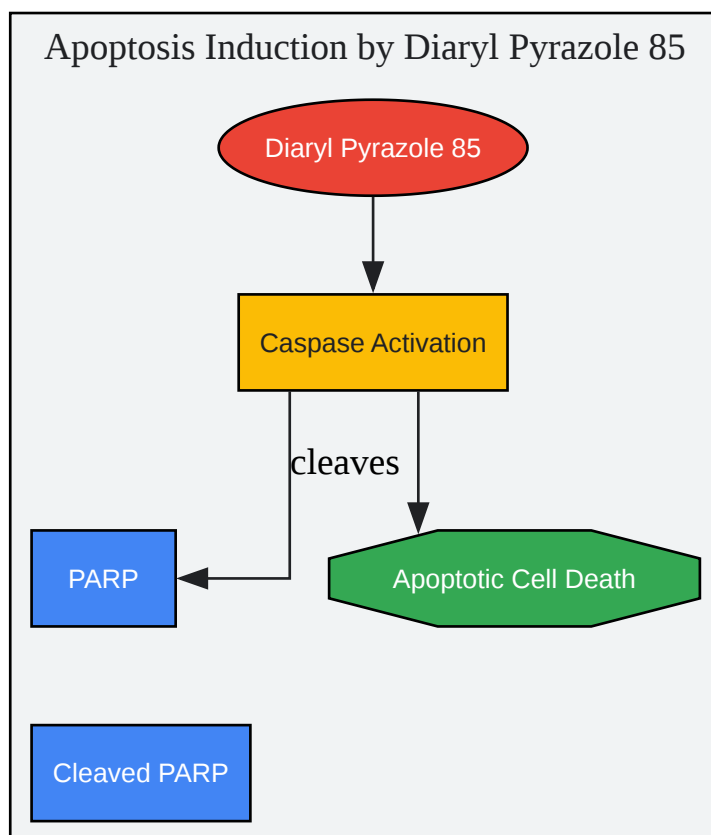 Apoptosis Induction by Diaryl Pyrazole 85
Diaryl Pyrazole 85
Caspase Activation
cleaves
PARP
Apoptotic Cell Death
Cleaved PARP